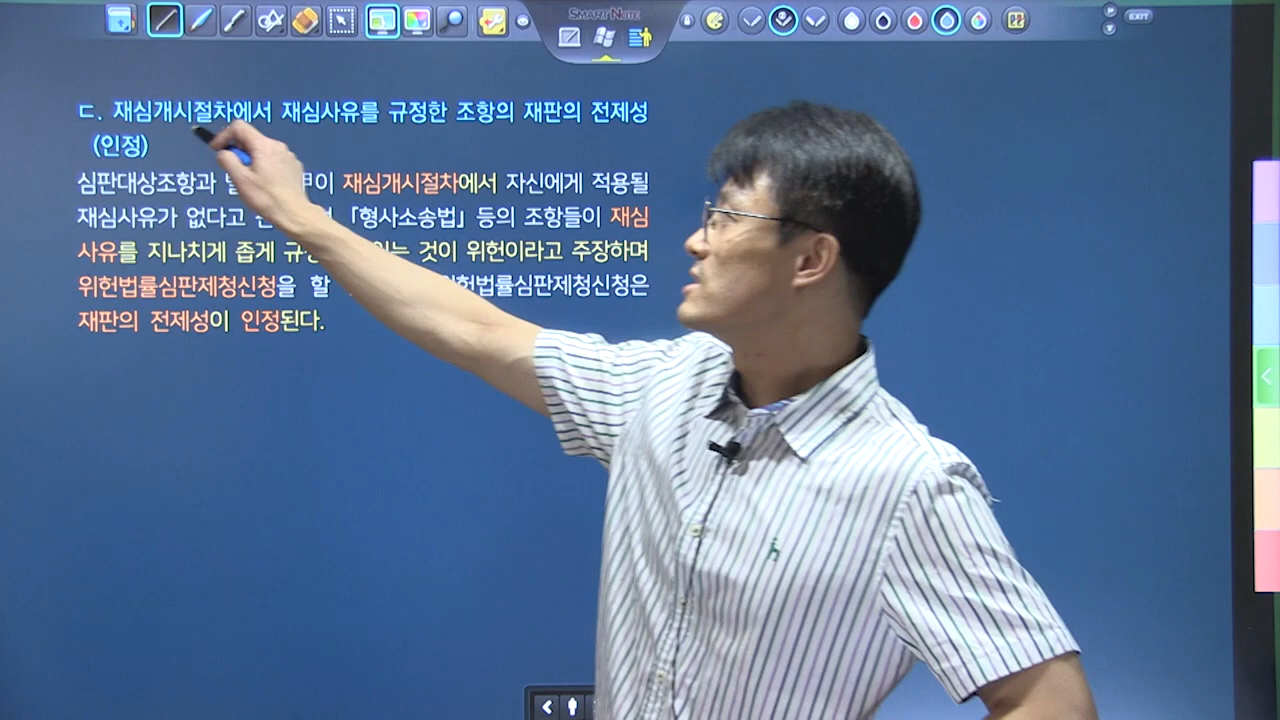 SMARTNOTE
EXIT
ㄷ. 재심개시절차에서 재심사유를 규정한 조항의 재판의 전제성
(인정)
심판대상조항과 이 재심개시절차에서 자신에게 적용될
재심사유가 없다고 「형사소송법」 등의 조항들이 재심
사유를 지나치게 좁게 것이 위헌이라고 주장하며
위헌법률심판제청신청을 할 위헌법률심판제청신청은
재판의 전제성이 인정된다.